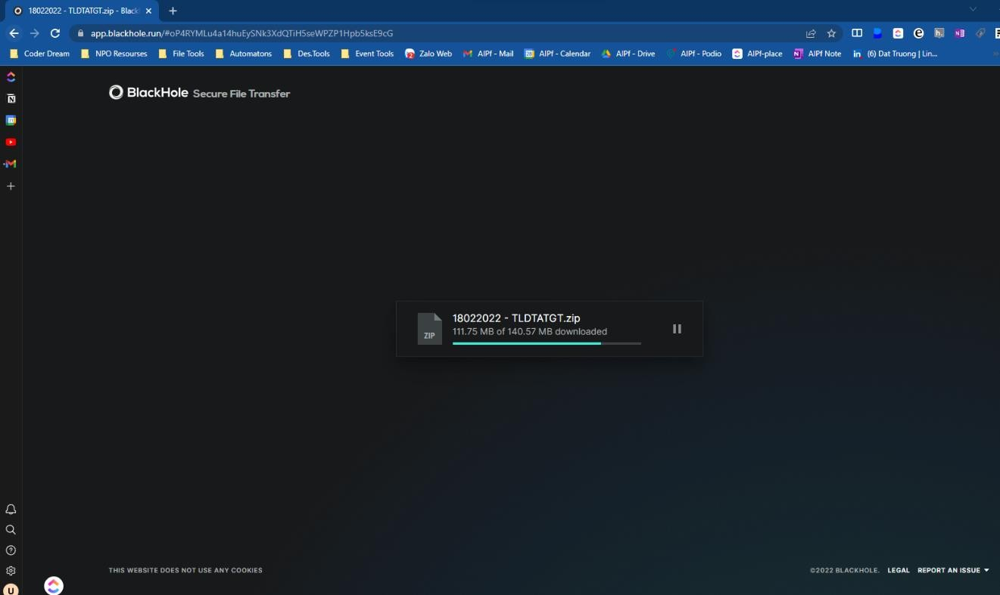 18022022 - TLDTATGT.zip - Black
app.blackhole.run/#oP4RYMLu4a14huEySNk3XdQTiH5seWPZP1Hpb5ksE9cG
Coder Dream NPO Resourses File Tools Automatons Des.Tools Event Tools Zalo Web AIPf - Mail AIPf - Calendar AIPf - Drive AIPf - Podio AIPf-place AIPf Note (6) Dat Truong | Lin...
BlackHole Secure File Transfer
18022022 - TLDTATGT.zip
111.75 MB of 140.57 MB downloaded
ZIP
THIS WEBSITE DOES NOT USE ANY COOKIES
©2022 BLACKHOLE. LEGAL REPORT AN ISSUE
U